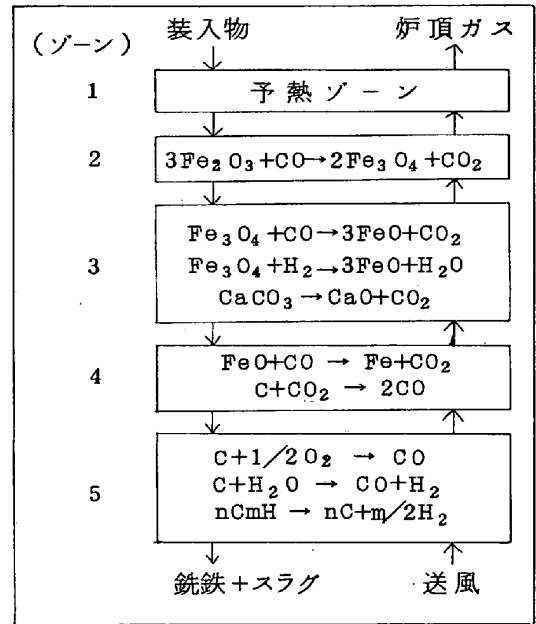 (ゾーン) 装入物 炉頂ガス
1 予熱ゾーン
2 3Fe₂O₃+CO→2Fe₃O₄+CO₂
Fe₃O₄+CO→3FeO+CO₂
3 Fe₃O₄+H₂→3FeO+H₂O
CaCO₃→CaO+CO₂
4 FeO+CO → Fe+CO₂
C+CO₂ → 2CO
C+1/2O₂ → CO
5 C+H₂O → CO+H₂
nCmH → nC+m/2H₂
銑鉄+スラグ 送風